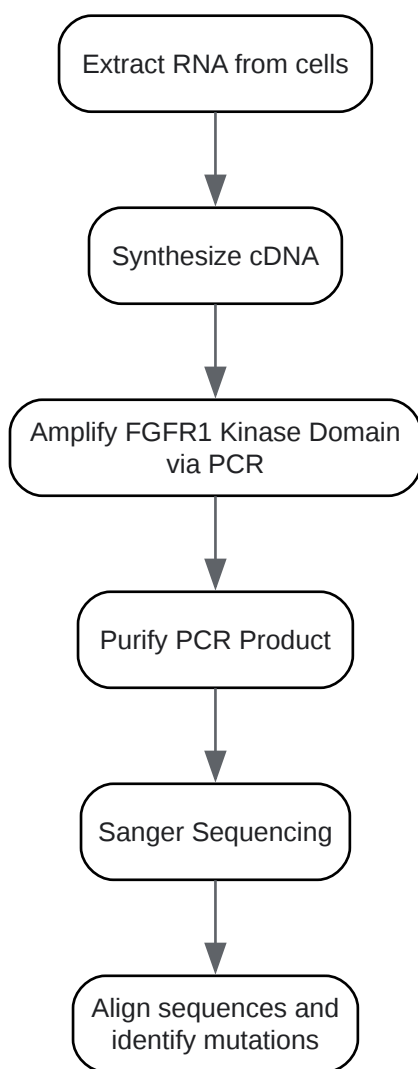 Extract RNA from cells
Synthesize cDNA
Amplify FGFR1 Kinase Domain
via PCR
Purify PCR Product
Sanger Sequencing
Align sequences and
identify mutations